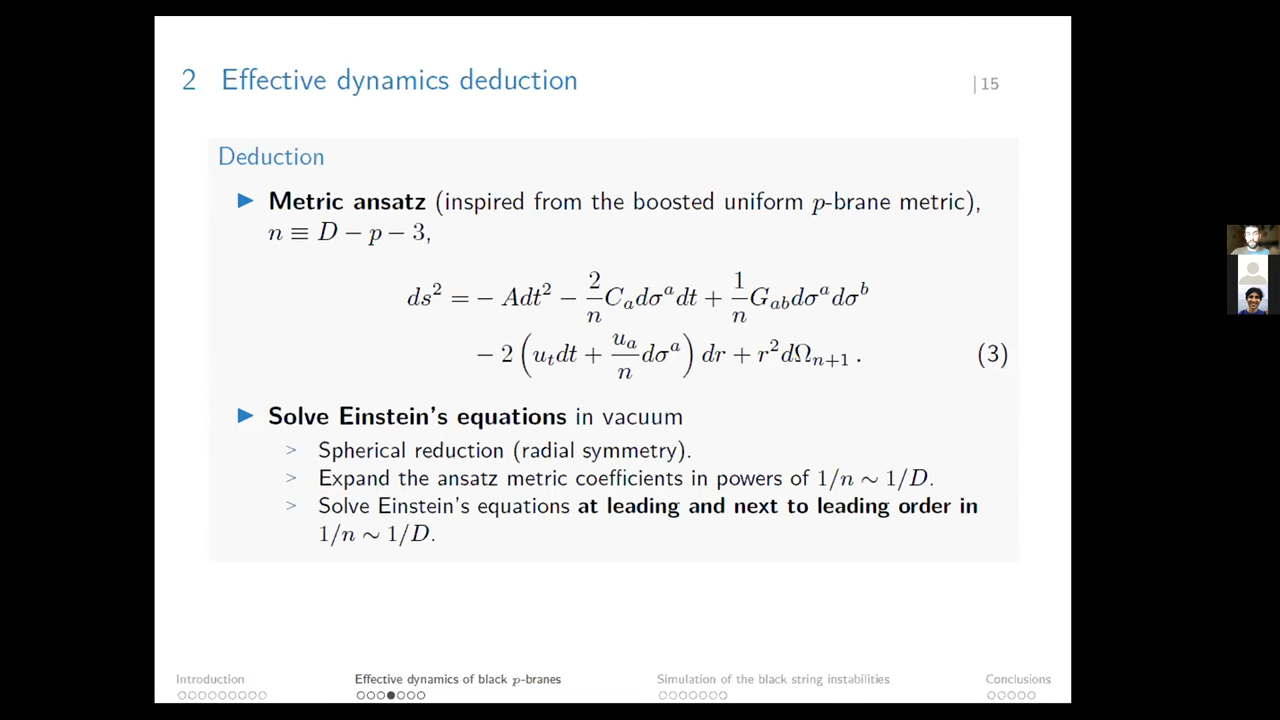 2 Effective dynamics deduction | 15
Deduction
▶ Metric ansatz (inspired from the boosted uniform p-brane metric),
n ≡ D − p − 3,
ds² = − Adt² − 2/n C_a dσ^a dt + 1/n G_ab dσ^a dσ^b
− 2 (u_t dt + u_a/n dσ^a) dr + r² dΩ_{n+1} . (3)
▶ Solve Einstein's equations in vacuum
> Spherical reduction (radial symmetry).
> Expand the ansatz metric coefficients in powers of 1/n ∼ 1/D.
> Solve Einstein's equations at leading and next to leading order in
1/n ∼ 1/D.
Introduction Effective dynamics of black p-branes Simulation of the black string instabilities Conclusions